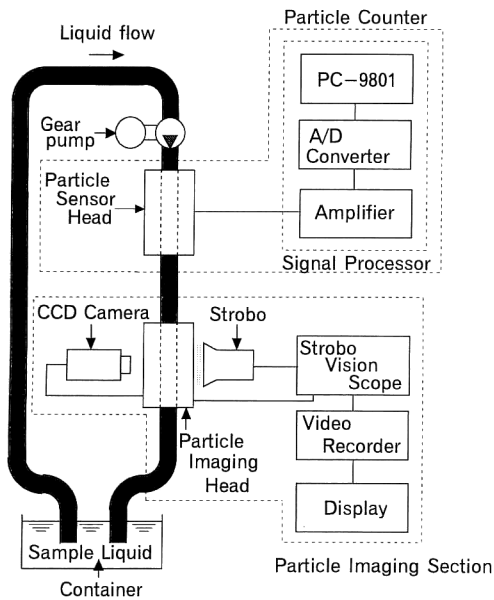 Particle Counter
Liquid flow
PC-9801
Gear
pump
A/D
Converter
Particle
Sensor
Head
Amplifier
Signal Processor
CCD Camera
Strobo
Strobo
Vision
Scope
Particle
Imaging
Head
Video
Recorder
Display
Sample Liquid
Container
Particle Imaging Section